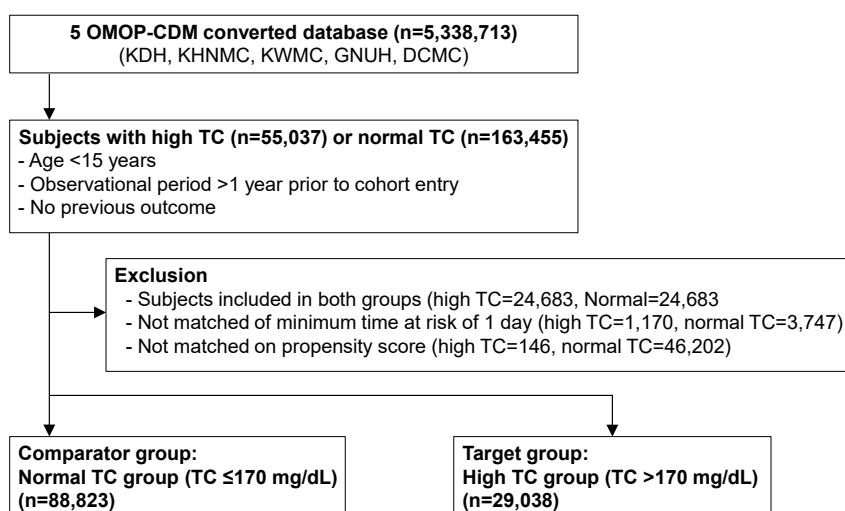 5 OMOP-CDM converted database (n=5,338,713)
(KDH, KHNMC, KWMC, GNUH, DCMC)
Subjects with high TC (n=55,037) or normal TC (n=163,455)
- Age <15 years
- Observational period >1 year prior to cohort entry
- No previous outcome
Exclusion
- Subjects included in both groups (high TC=24,683, Normal=24,683
- Not matched of minimum time at risk of 1 day (high TC=1,170, normal TC=3,747)
- Not matched on propensity score (high TC=146, normal TC=46,202)
Comparator group:
Normal TC group (TC ≤170 mg/dL)
(n=88,823)
Target group:
High TC group (TC >170 mg/dL)
(n=29,038)